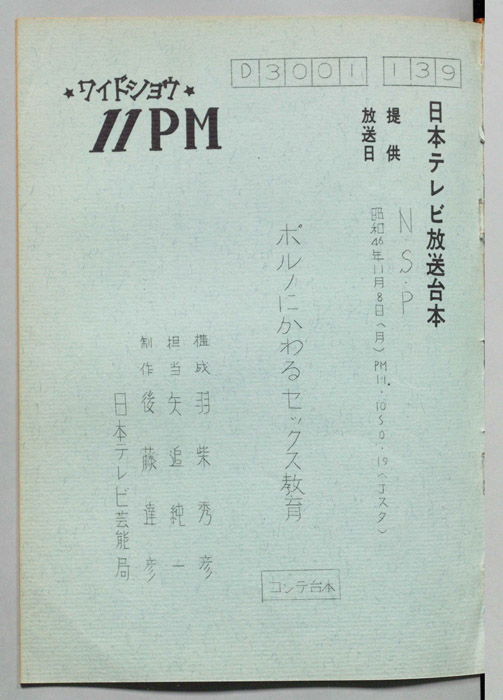 D3001 139
★ワイドショウ★
11PM
日本テレビ放送台本
提供 N.S.P
放送日 昭和46年11月8日(月) PM11.10〜0.19(Jスタ)
ポルノにかわるセックス教育
構成 羽柴秀彦
担当 矢追純一
制作 後藤達彦
日本テレビ芸能局
コンテ台本